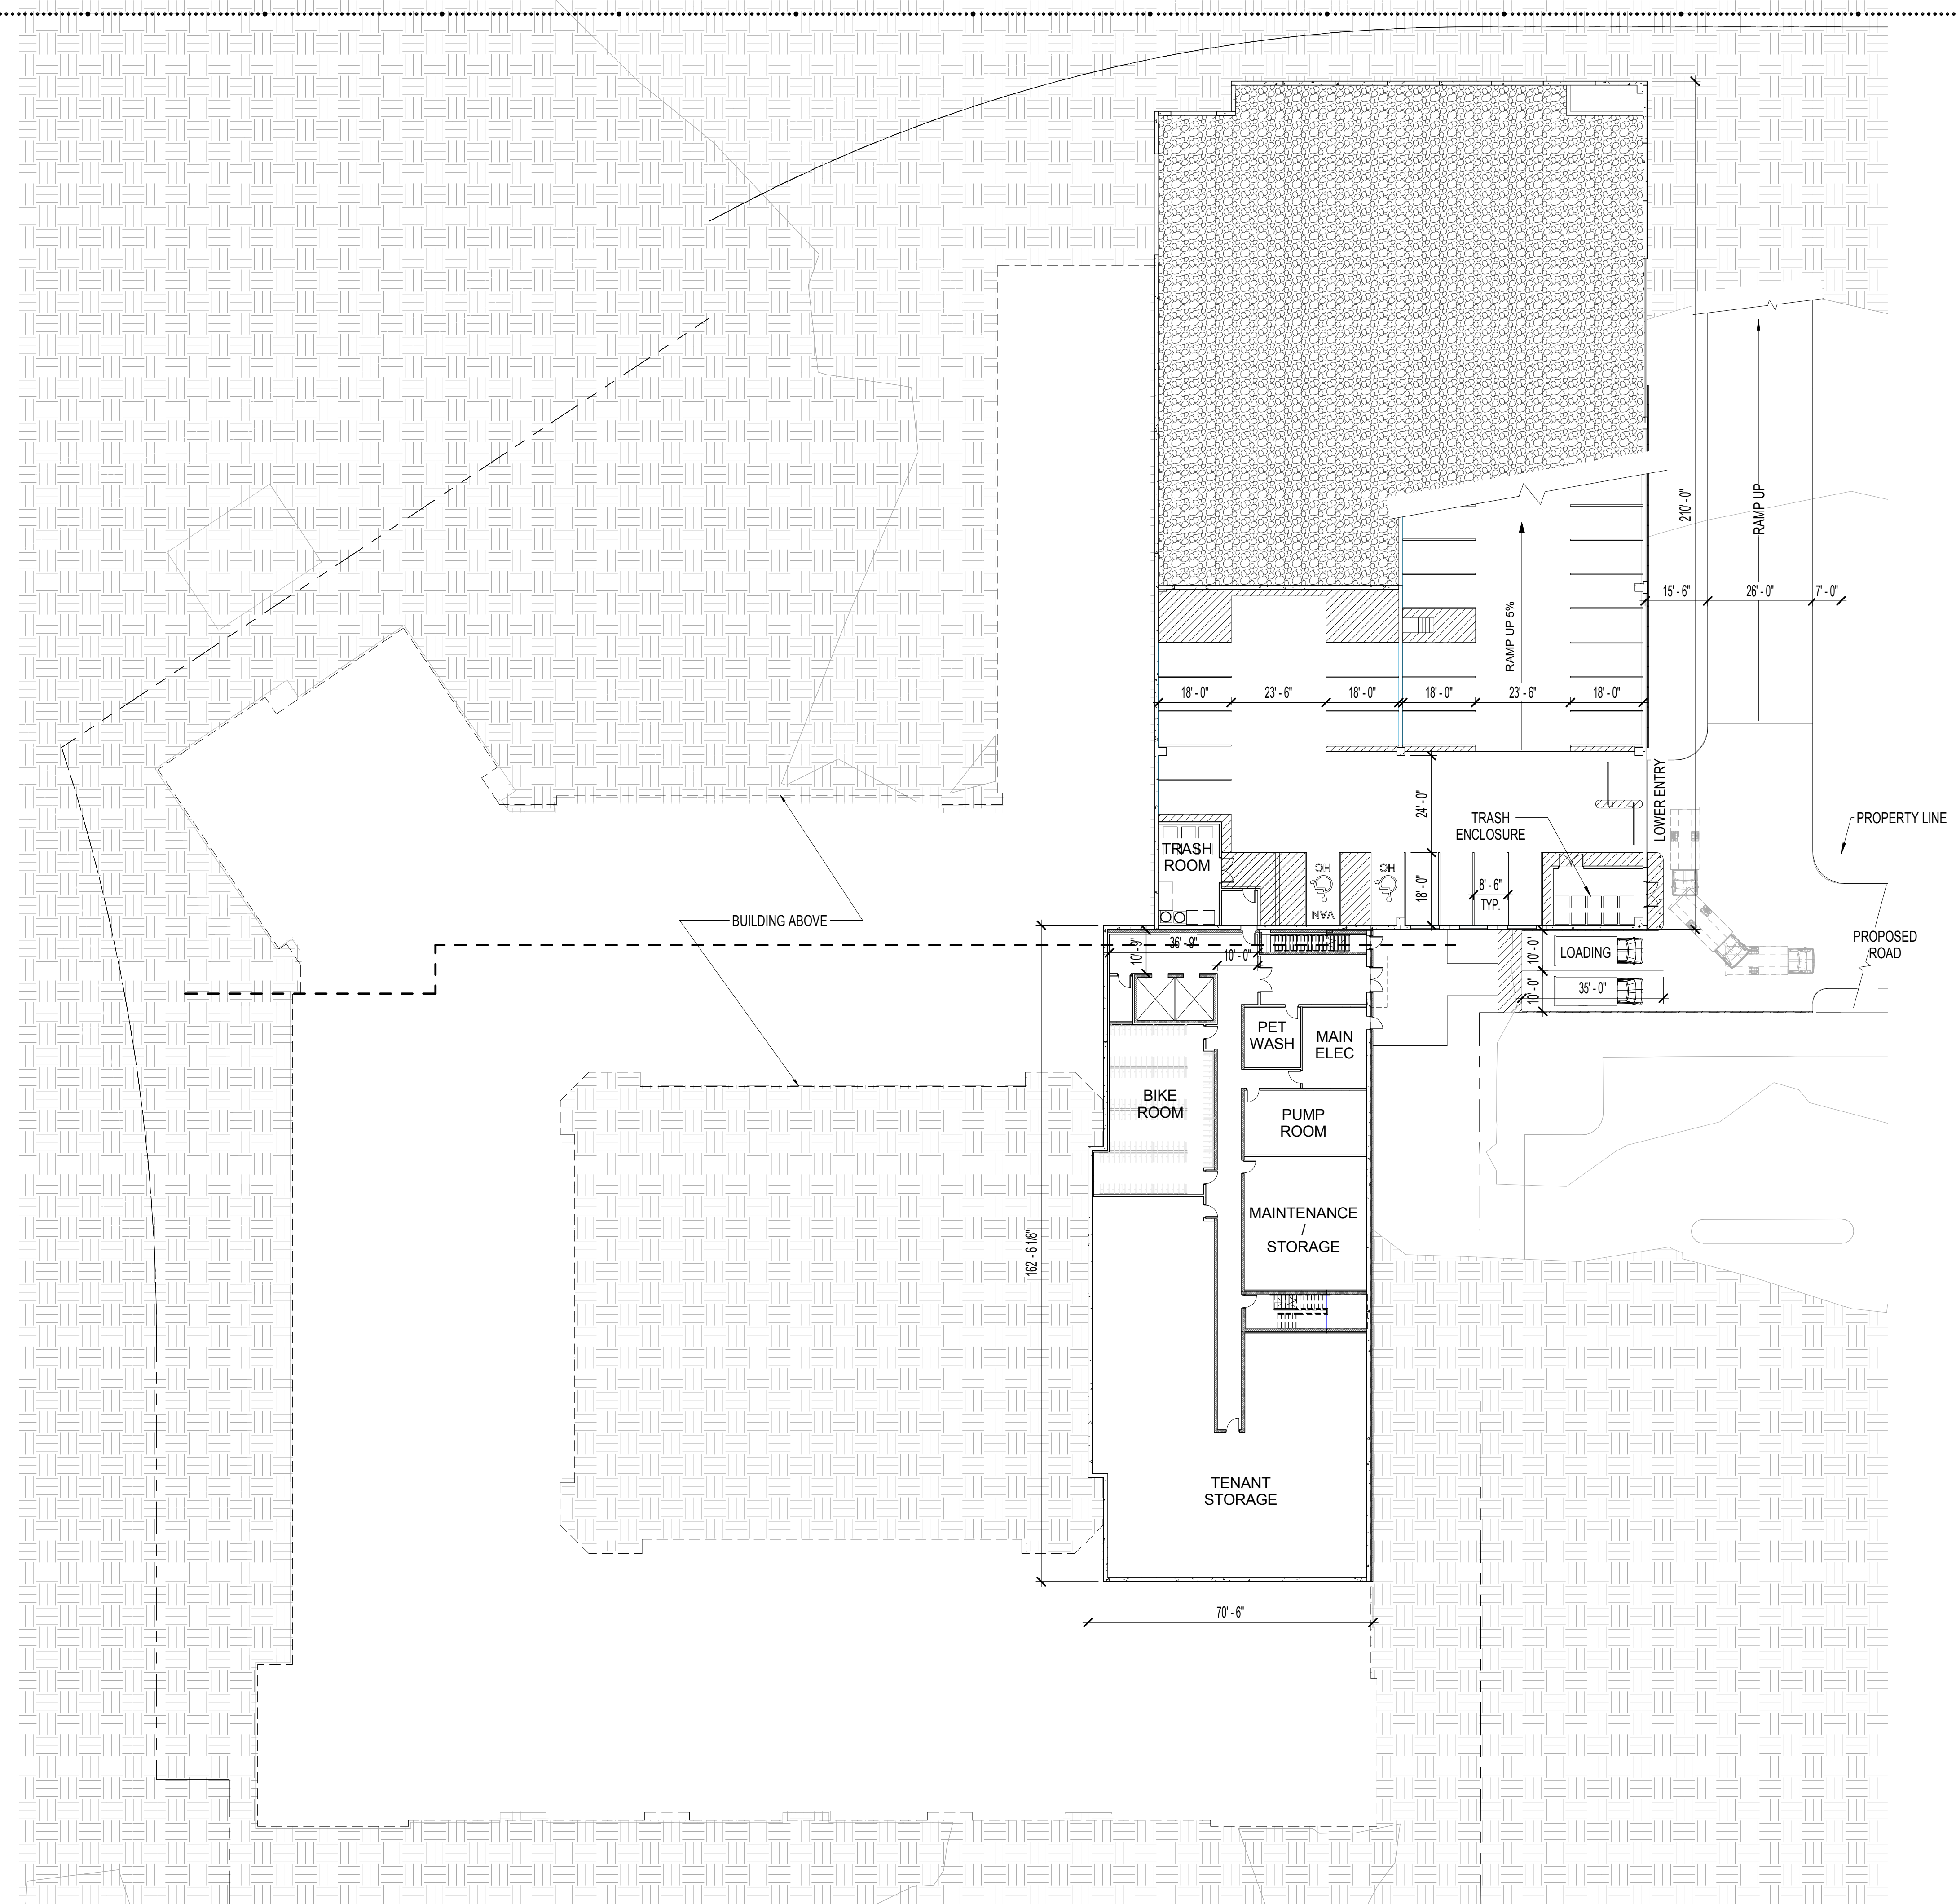 210' - 0"
RAMP UP
15' - 6"
26' - 0"
7' - 0"
RAMP UP 5%
18' - 0"
23' - 6"
18' - 0"
18' - 0"
23' - 6"
18' - 0"
LOWER ENTRY
24' - 0"
TRASH
ENCLOSURE
PROPERTY LINE
TRASH
ROOM
HC
HC
18' - 0"
8' - 6"
TYP.
VAN
BUILDING ABOVE
PROPOSED
ROAD
36' - 9"
10' - 9"
10' - 0"
10' - 0"
LOADING
10' - 0"
35' - 0"
PET
WASH
MAIN
ELEC
BIKE
ROOM
PUMP
ROOM
MAINTENANCE
/
STORAGE
162' - 6 1/8"
TENANT
STORAGE
70' - 6"